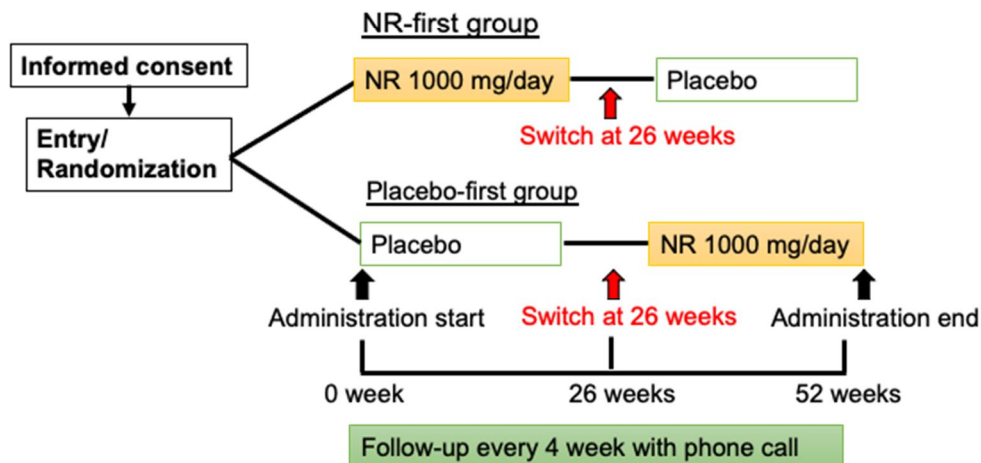 NR-first group
Informed consent
NR 1000 mg/day
Placebo
Switch at 26 weeks
Entry/
Randomization
Placebo-first group
Placebo
NR 1000 mg/day
Administration start
Switch at 26 weeks
Administration end
0 week
26 weeks
52 weeks
Follow-up every 4 week with phone call